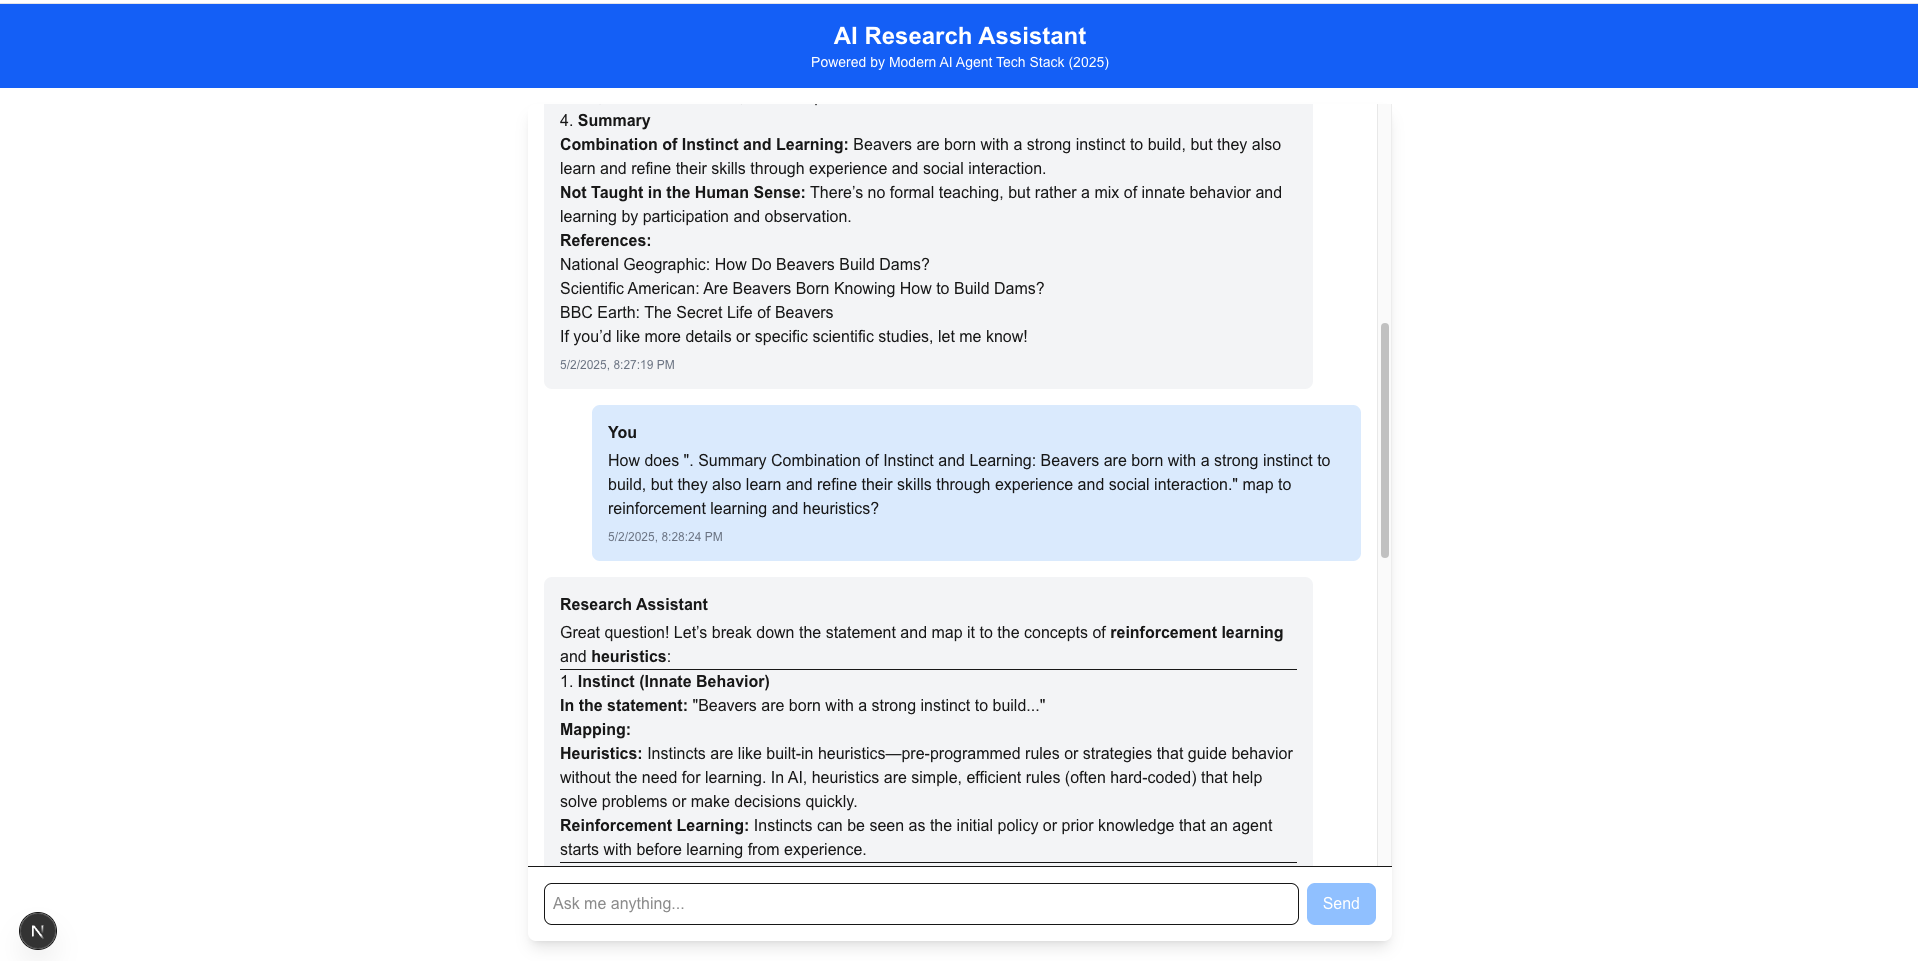 AI Research Assistant
Powered by Modern AI Agent Tech Stack (2025)
4. Summary
Combination of Instinct and Learning: Beavers are born with a strong instinct to build, but they also
learn and refine their skills through experience and social interaction.
Not Taught in the Human Sense: There’s no formal teaching, but rather a mix of innate behavior and
learning by participation and observation.
References:
National Geographic: How Do Beavers Build Dams?
Scientific American: Are Beavers Born Knowing How to Build Dams?
BBC Earth: The Secret Life of Beavers
If you’d like more details or specific scientific studies, let me know!
5/2/2025, 8:27:19 PM
You
How does ". Summary Combination of Instinct and Learning: Beavers are born with a strong instinct to
build, but they also learn and refine their skills through experience and social interaction." map to
reinforcement learning and heuristics?
5/2/2025, 8:28:24 PM
Research Assistant
Great question! Let’s break down the statement and map it to the concepts of reinforcement learning
and heuristics:
1. Instinct (Innate Behavior)
In the statement: "Beavers are born with a strong instinct to build..."
Mapping:
Heuristics: Instincts are like built-in heuristics—pre-programmed rules or strategies that guide behavior
without the need for learning. In AI, heuristics are simple, efficient rules (often hard-coded) that help
solve problems or make decisions quickly.
Reinforcement Learning: Instincts can be seen as the initial policy or prior knowledge that an agent
starts with before learning from experience.
Ask me anything...
Send
N